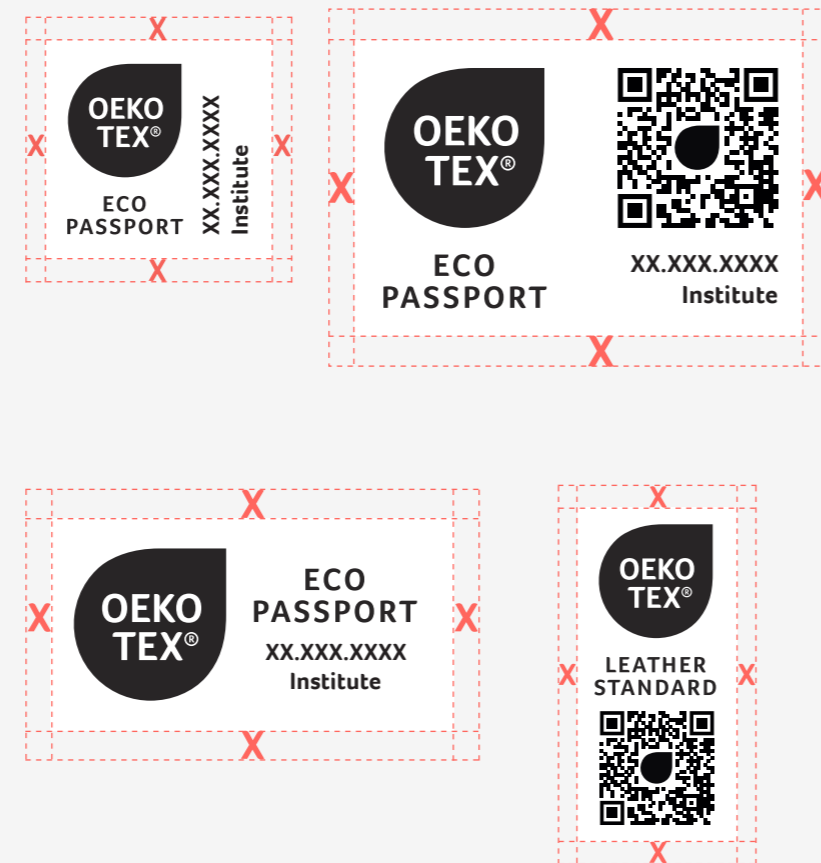 X
X
OEKO
TEX®
ECO
PASSPORT
XX.XXX.XXXX
Institute
X
X
X
X
OEKO
TEX®
ECO
PASSPORT
XX.XXX.XXXX
Institute
X
X
X
X
OEKO
TEX®
ECO
PASSPORT
XX.XXX.XXXX
Institute
X
X
X
OEKO
TEX®
LEATHER
STANDARD
X
X
X